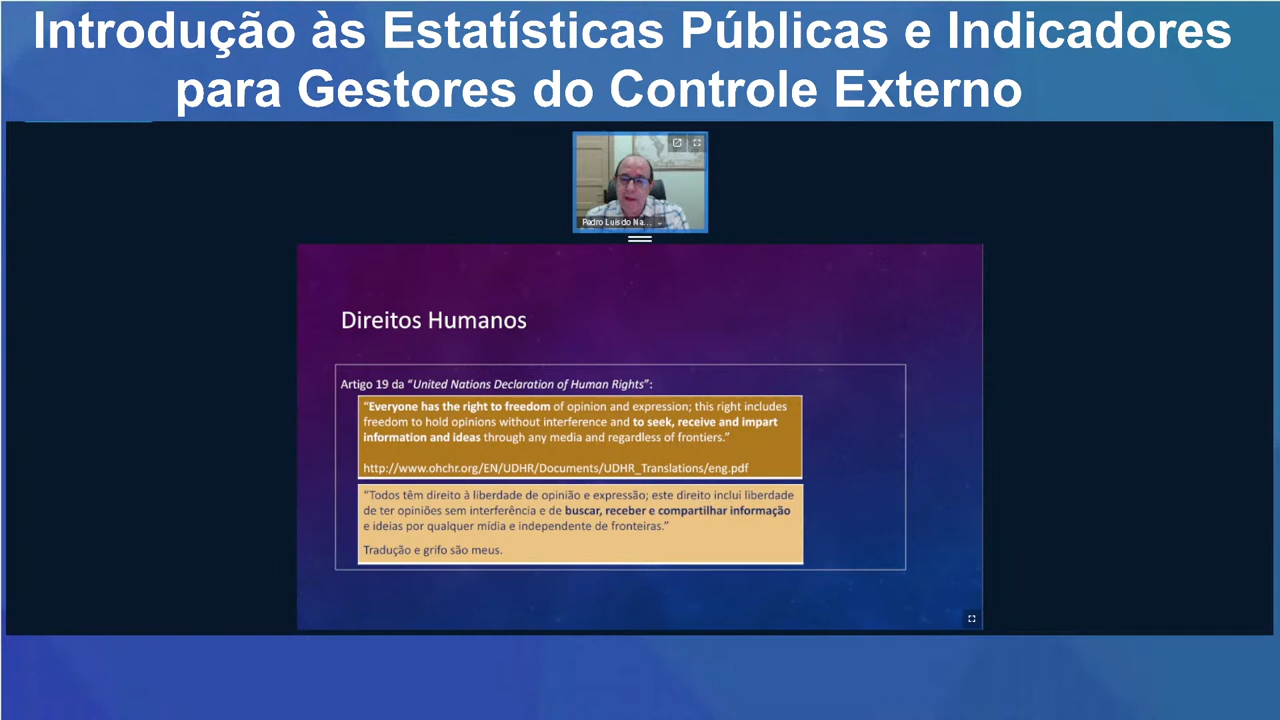 Introdução às Estatísticas Públicas e Indicadores
para Gestores do Controle Externo
Pedro Luis do Na...
Direitos Humanos
Artigo 19 da “United Nations Declaration of Human Rights”:
“Everyone has the right to freedom of opinion and expression; this right includes
freedom to hold opinions without interference and to seek, receive and impart
information and ideas through any media and regardless of frontiers.”
http://www.ohchr.org/EN/UDHR/Documents/UDHR_Translations/eng.pdf
“Todos têm direito à liberdade de opinião e expressão; este direito inclui liberdade
de ter opiniões sem interferência e de buscar, receber e compartilhar informação
e ideias por qualquer mídia e independente de fronteiras.”
Tradução e grifo são meus.